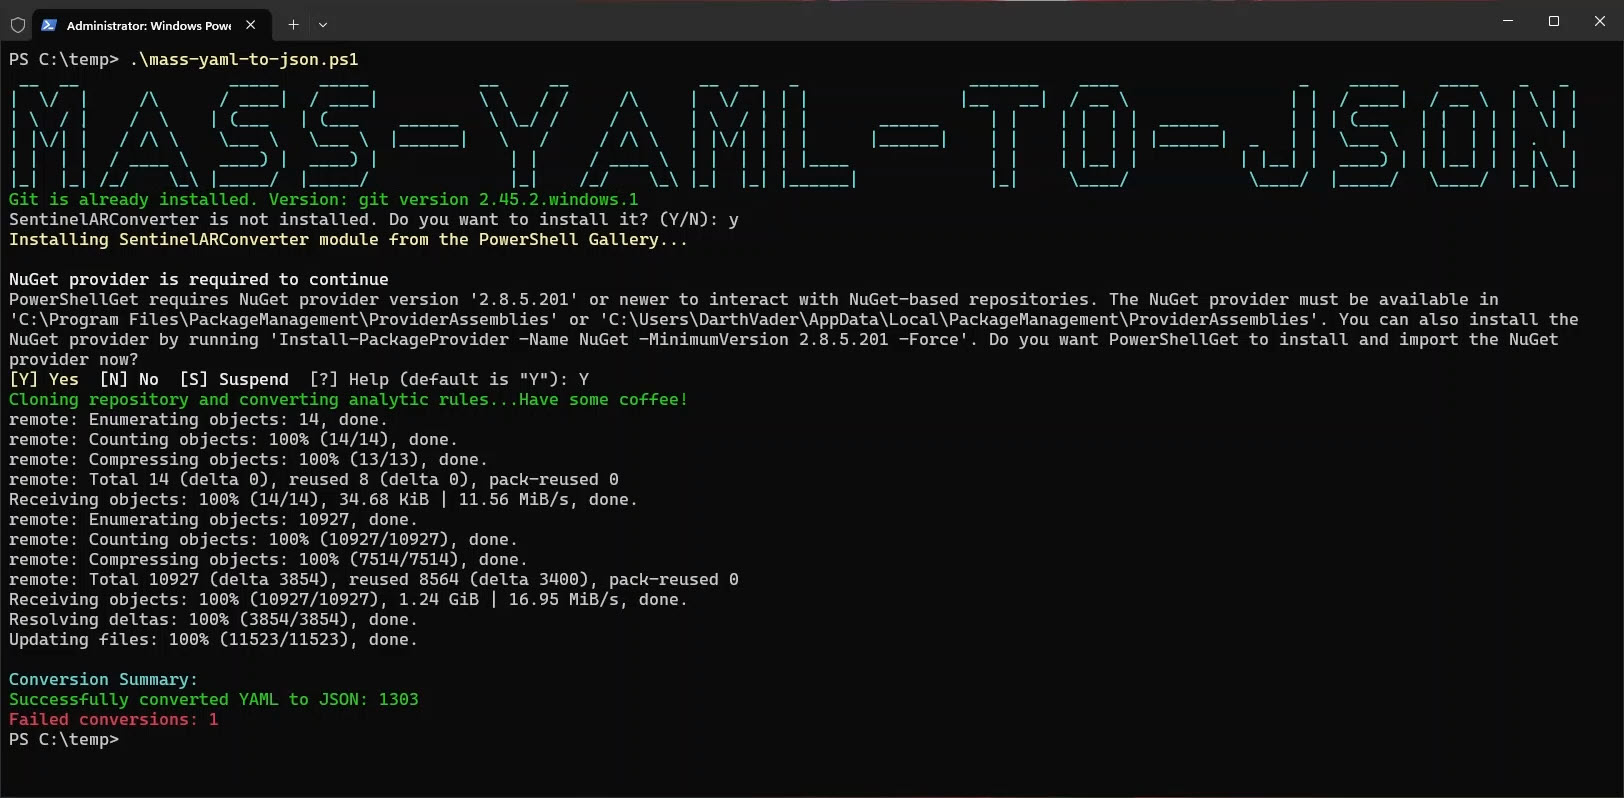 Administrator: Windows Powe
PS C:\temp> .\mass-yaml-to-json.ps1
MASS-YAML-TO-JSON
Git is already installed. Version: git version 2.45.2.windows.1
SentinelARConverter is not installed. Do you want to install it? (Y/N): y
Installing SentinelARConverter module from the PowerShell Gallery...
NuGet provider is required to continue
PowerShellGet requires NuGet provider version '2.8.5.201' or newer to interact with NuGet-based repositories. The NuGet provider must be available in
'C:\Program Files\PackageManagement\ProviderAssemblies' or 'C:\Users\DarthVader\AppData\Local\PackageManagement\ProviderAssemblies'. You can also install the
NuGet provider by running 'Install-PackageProvider -Name NuGet -MinimumVersion 2.8.5.201 -Force'. Do you want PowerShellGet to install and import the NuGet
provider now?
[Y] Yes  [N] No  [S] Suspend  [?] Help (default is "Y"): Y
Cloning repository and converting analytic rules...Have some coffee!
remote: Enumerating objects: 14, done.
remote: Counting objects: 100% (14/14), done.
remote: Compressing objects: 100% (13/13), done.
remote: Total 14 (delta 0), reused 8 (delta 0), pack-reused 0
Receiving objects: 100% (14/14), 34.68 KiB | 11.56 MiB/s, done.
remote: Enumerating objects: 10927, done.
remote: Counting objects: 100% (10927/10927), done.
remote: Compressing objects: 100% (7514/7514), done.
remote: Total 10927 (delta 3854), reused 8564 (delta 3400), pack-reused 0
Receiving objects: 100% (10927/10927), 1.24 GiB | 16.95 MiB/s, done.
Resolving deltas: 100% (3854/3854), done.
Updating files: 100% (11523/11523), done.
Conversion Summary:
Successfully converted YAML to JSON: 1303
Failed conversions: 1
PS C:\temp>